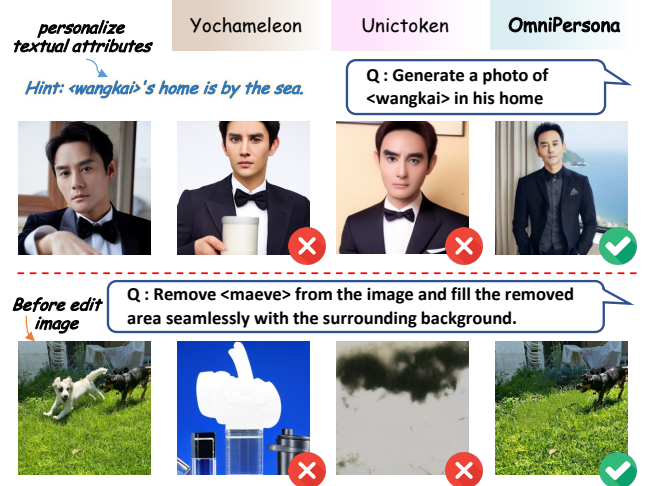 personalize
textual attributes
Yochameleon
Unictoken
OmniPersona
Hint: <wangkai>'s home is by the sea.
Q : Generate a photo of
<wangkai> in his home
Before edit
image
Q : Remove <maeve> from the image and fill the removed
area seamlessly with the surrounding background.